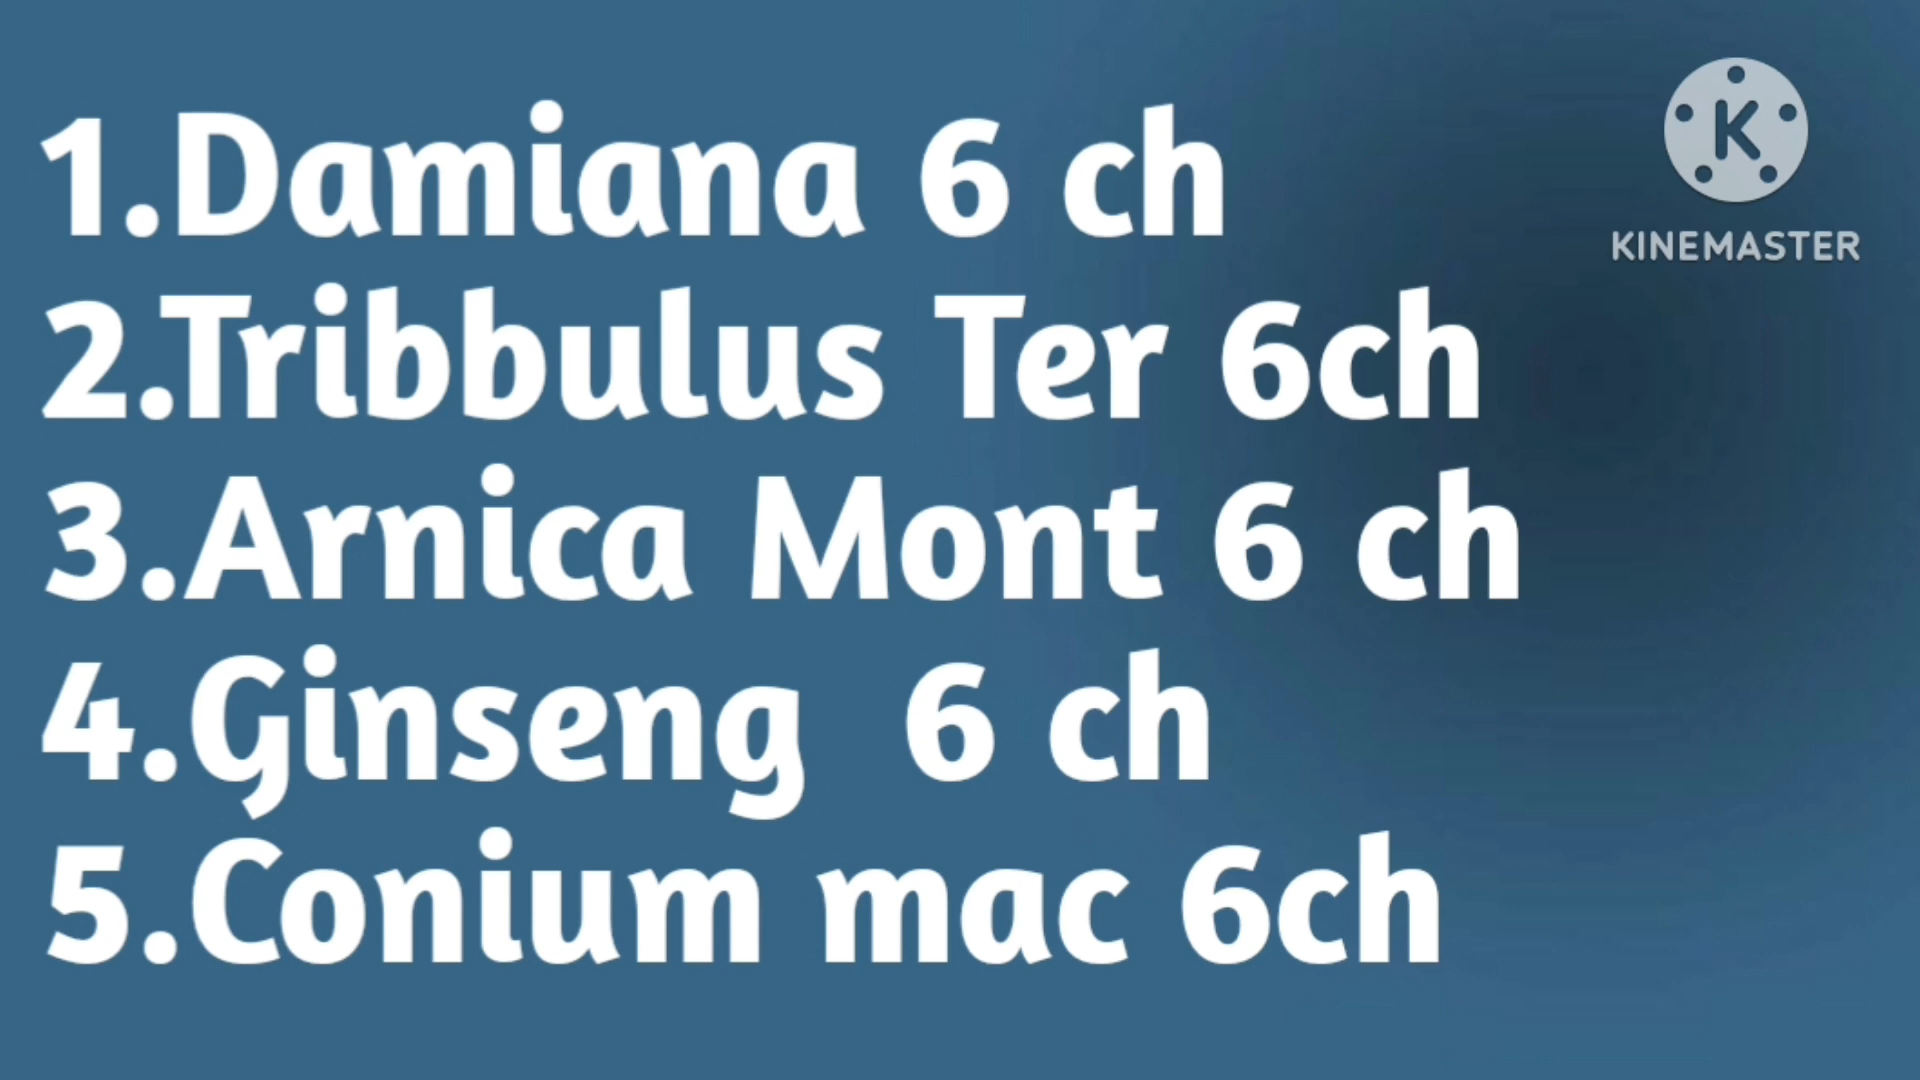 1.Damiana 6 ch
KINEMASTER
2.Tribbulus Ter 6ch
3.Arnica Mont 6 ch
4.Ginseng  6 ch
5.Conium mac 6ch